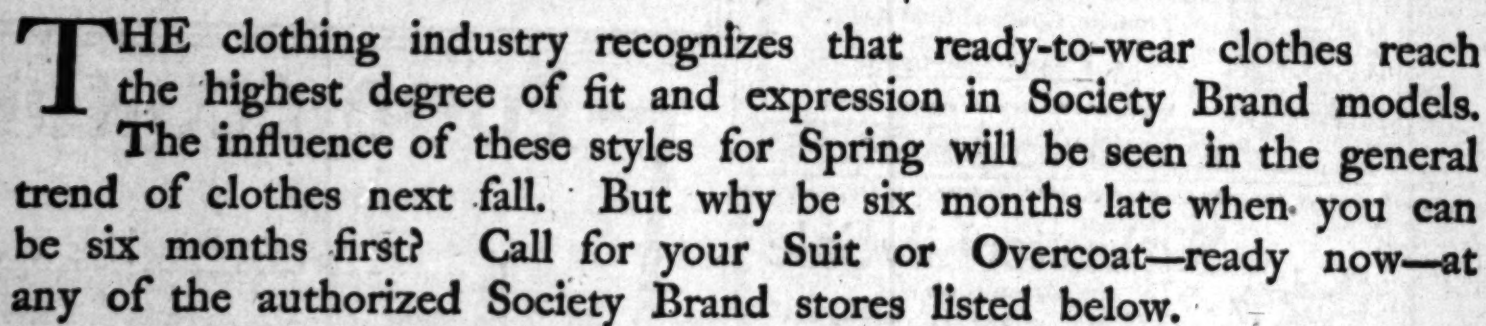 THE clothing industry recognizes that ready-to-wear clothes reach
the highest degree of fit and expression in Society Brand models.
The influence of these styles for Spring will be seen in the general
trend of clothes next fall. But why be six months late when you can
be six months first? Call for your Suit or Overcoat—ready now—at
any of the authorized Society Brand stores listed below.